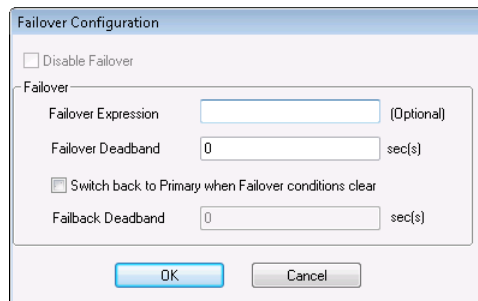 Failover Configuration
Disable Failover
Failover
Failover Expression (Optional)
Failover Deadband 0 sec(s)
Switch back to Primary when Failover conditions clear
Failback Deadband 0 sec(s)
OK Cancel